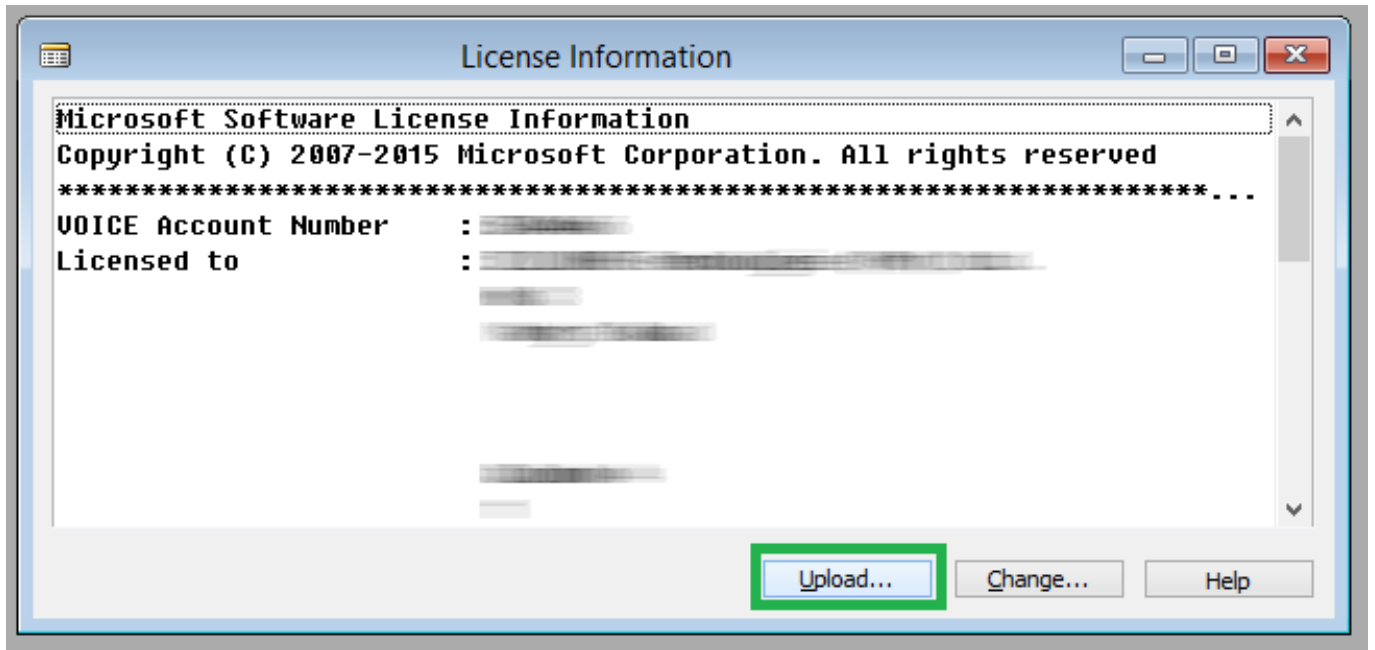 License Information
Microsoft Software License Information
Copyright (C) 2007-2015 Microsoft Corporation. All rights reserved
*********************************************************************...
VOICE Account Number :
Licensed to :
Upload... Change... Help